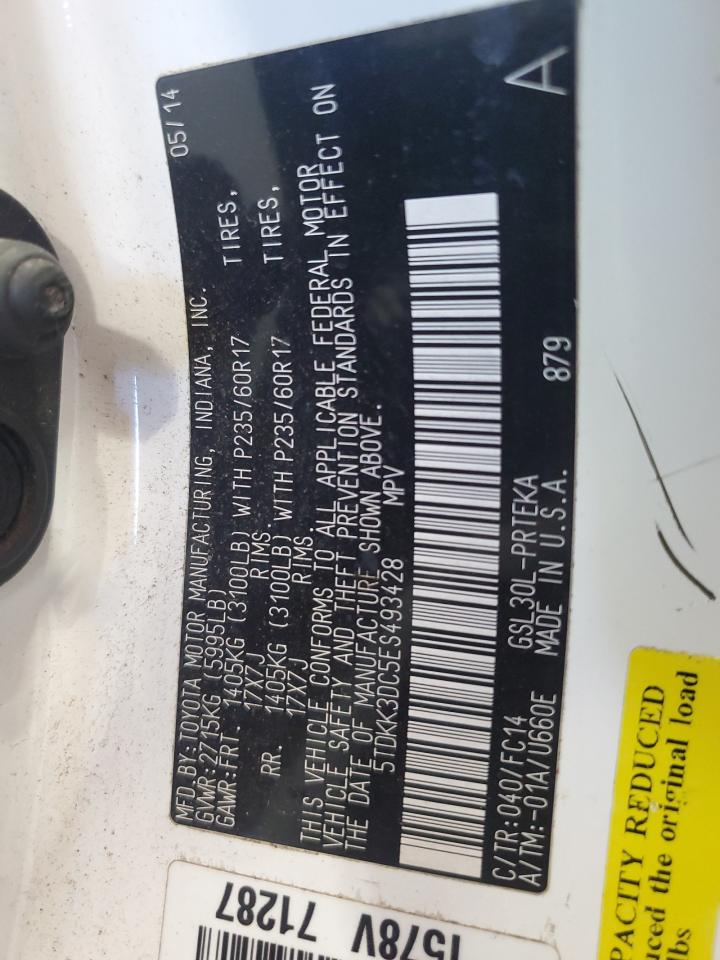 MFD.BY:TOYOTA MOTOR MANUFACTURING, INDIANA, INC. 05/14
GVWR:2715KG (5995LB)
GAWR:FRT. 1405KG (3100LB) WITH P235/60R17 TIRES,
17X7J RIMS
RR. 1405KG (3100LB) WITH P235/60R17 TIRES,
17X7J RIMS
THIS VEHICLE CONFORMS TO ALL APPLICABLE FEDERAL MOTOR
VEHICLE SAFETY AND THEFT PREVENTION STANDARDS IN EFFECT ON
THE DATE OF MANUFACTURE SHOWN ABOVE.
5TDKK3DC5ES493428 MPV
C/TR:040/FC14 GSL30L-PRTEKA
A/TM:-01A/U660E MADE IN U.S.A. 879 A
1578V 71287
PACITY REDUCED
uced the original load
lbs